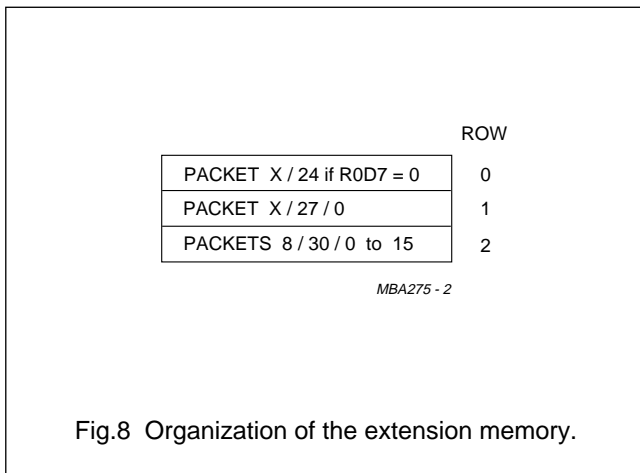 ROW
PACKET X / 24 if R0D7 = 0 0
PACKET X / 27 / 0 1
PACKETS 8 / 30 / 0 to 15 2
MBA275 - 2
Fig.8 Organization of the extension memory.